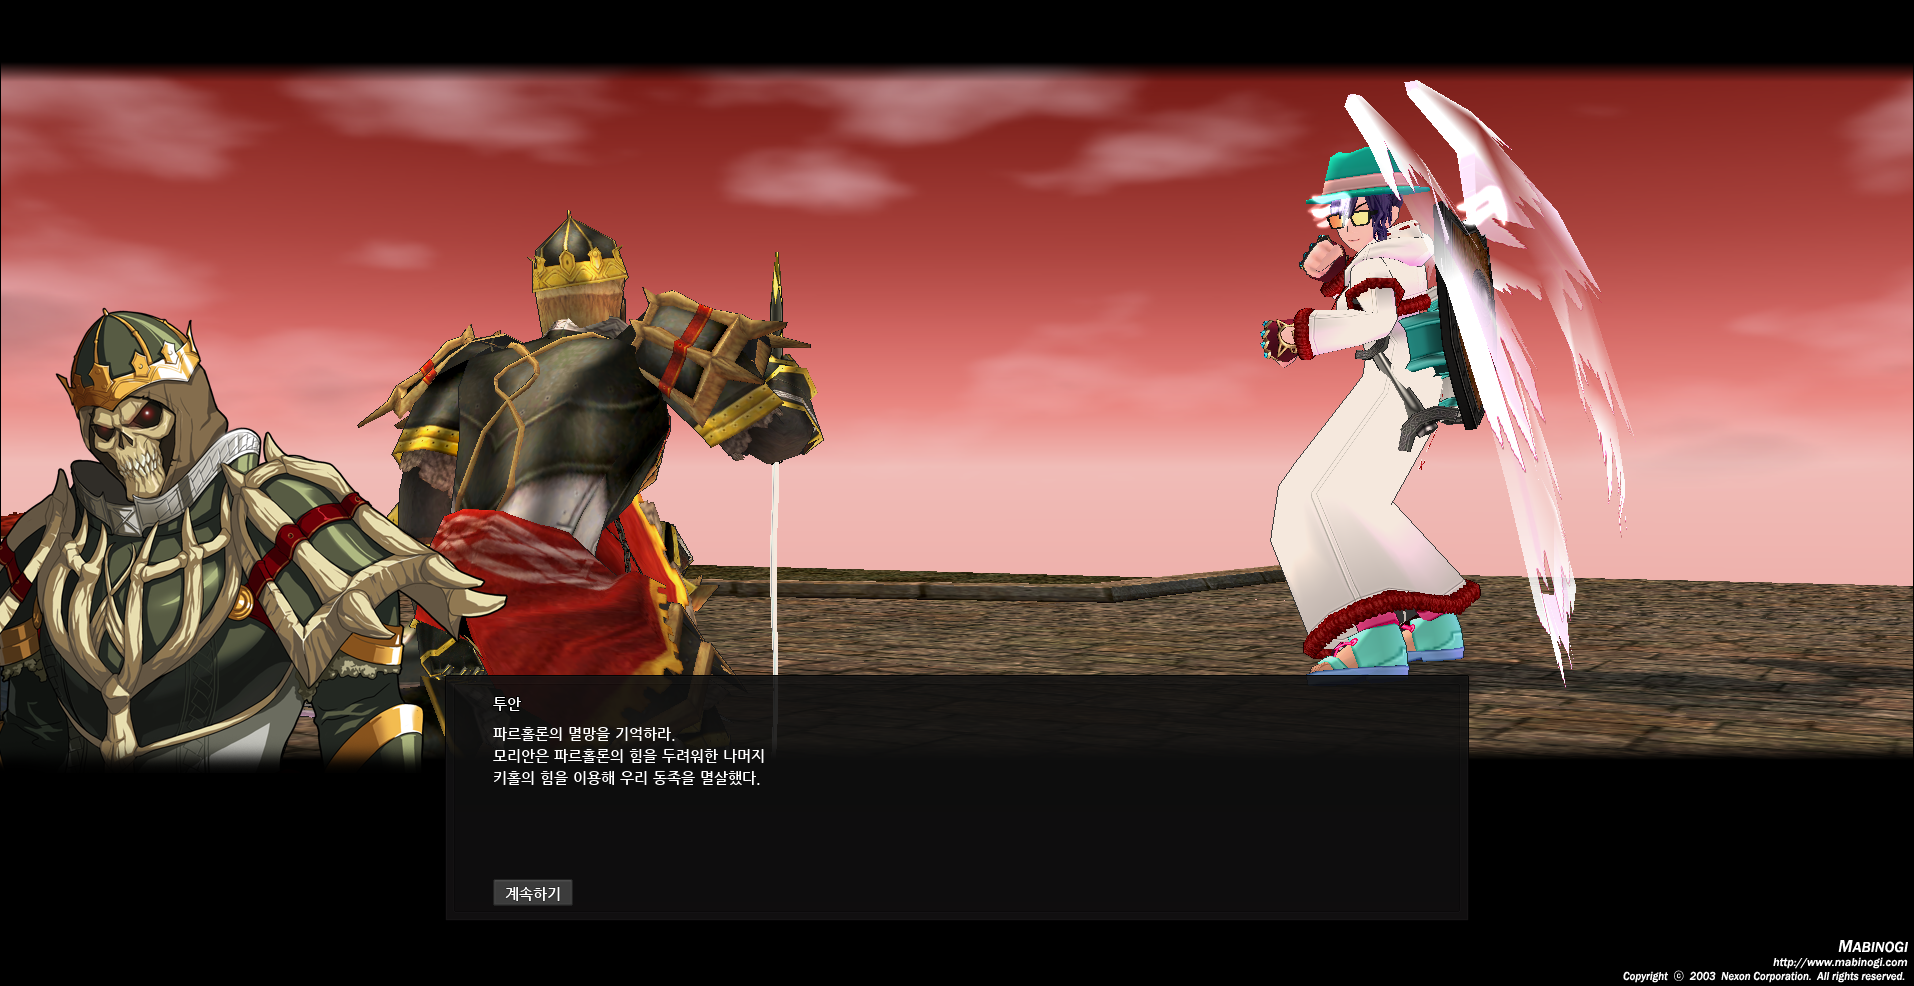 투안
파르홀론의 멸망을 기억하라.
모리안은 파르홀론의 힘을 두려워한 나머지
키홀의 힘을 이용해 우리 동족을 멸살했다.
계속하기
MABINOGI
http://www.mabinogi.com
Copyright © 2003 Nexon Corporation. All rights reserved.